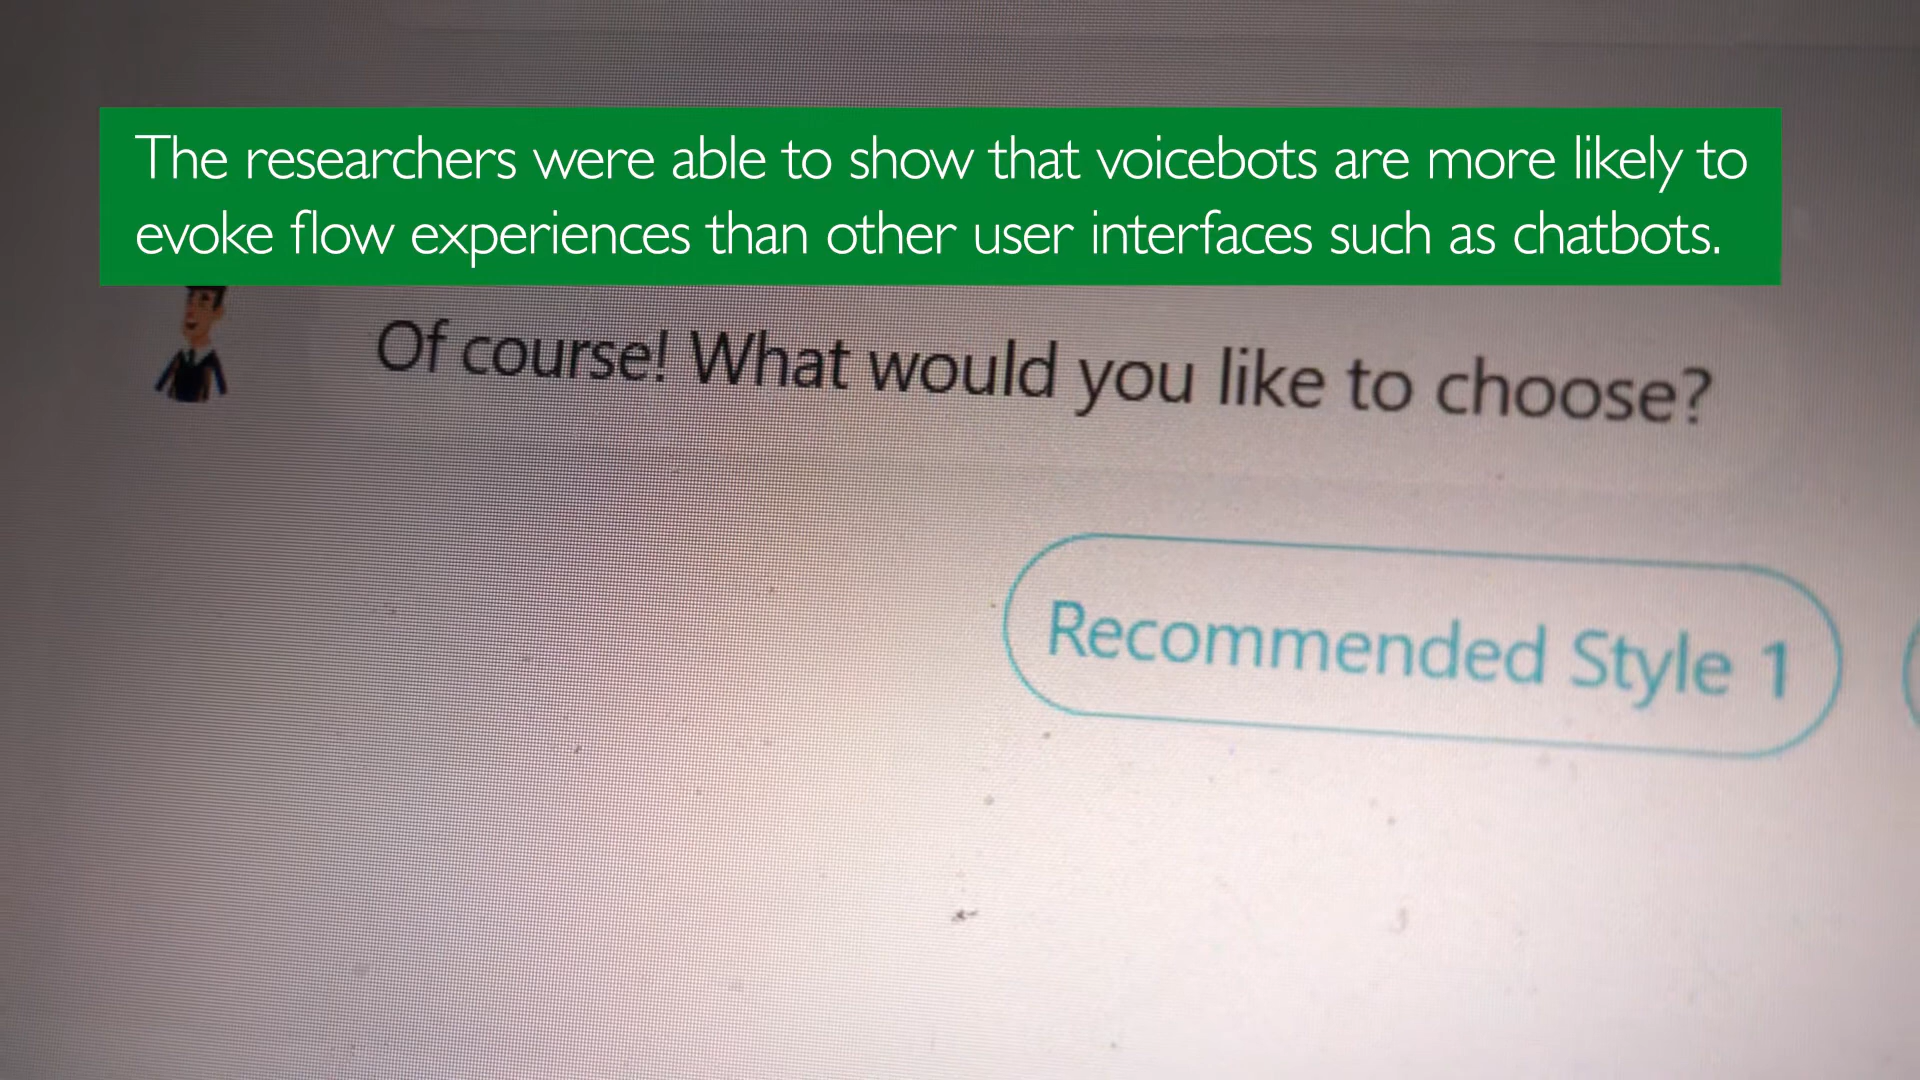 The researchers were able to show that voicebots are more likely to
evoke flow experiences than other user interfaces such as chatbots.
Of course! What would you like to choose?
Recommended Style 1